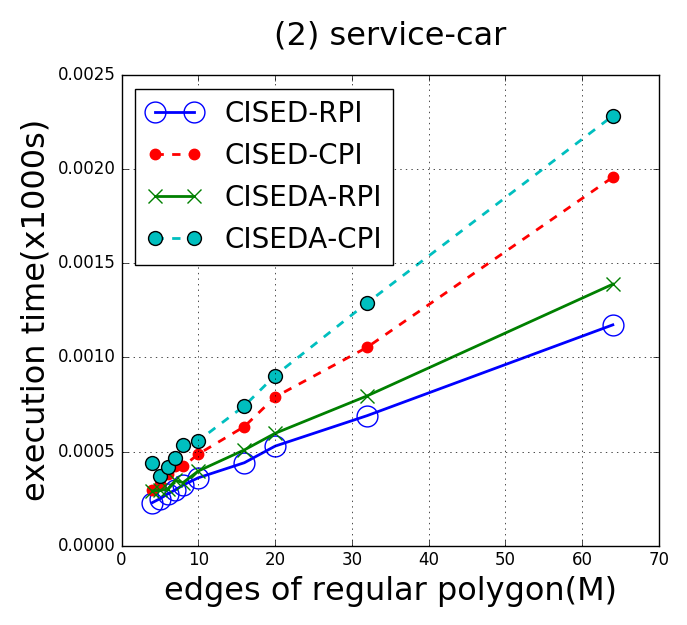 (2) service-car
0.0025
0.0020
0.0015
0.0010
0.0005
0.0000
execution time(x1000s)
CISED-RPI
CISED-CPI
CISEDA-RPI
CISEDA-CPI
0 10 20 30 40 50 60 70
edges of regular polygon(M)